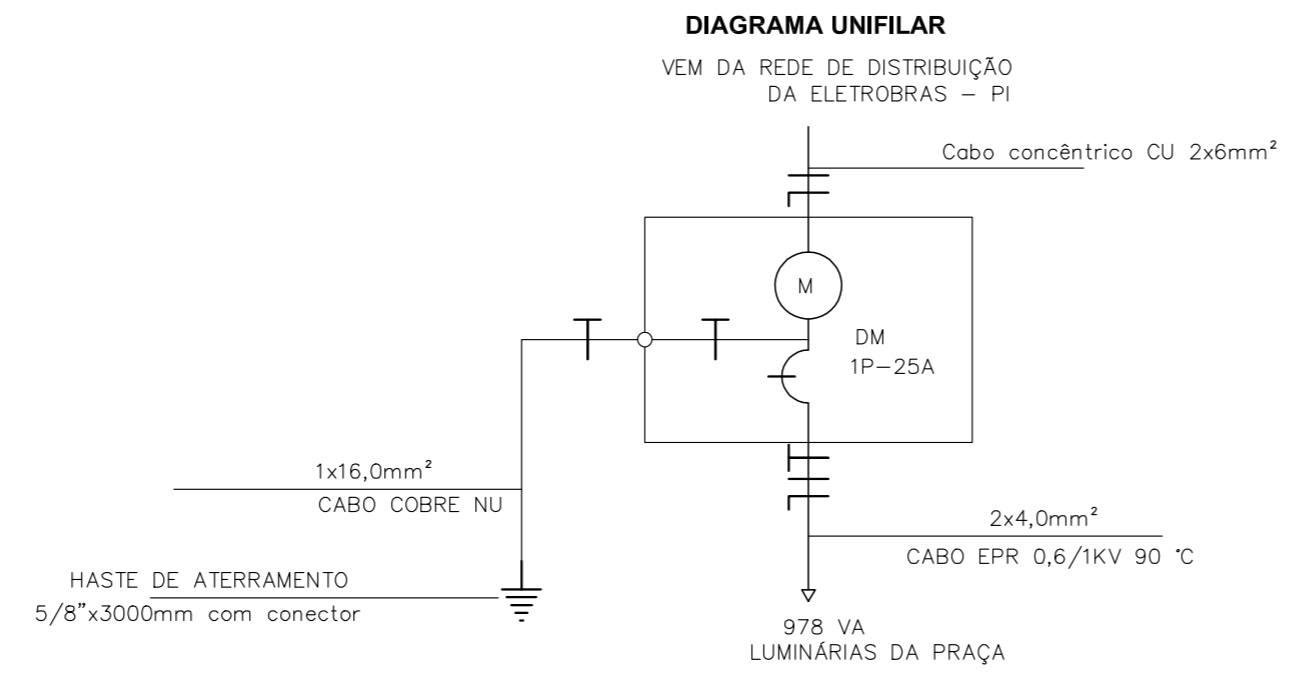 DIAGRAMA UNIFILAR
VEM DA REDE DE DISTRIBUIÇÃO
DA ELETROBRAS – PI
Cabo concêntrico CU 2x6mm²
M
DM
1P–25A
1x16,0mm²
CABO COBRE NU
2x4,0mm²
CABO EPR 0,6/1KV 90 °C
HASTE DE ATERRAMENTO
5/8"x3000mm com conector
978 VA
LUMINÁRIAS DA PRAÇA